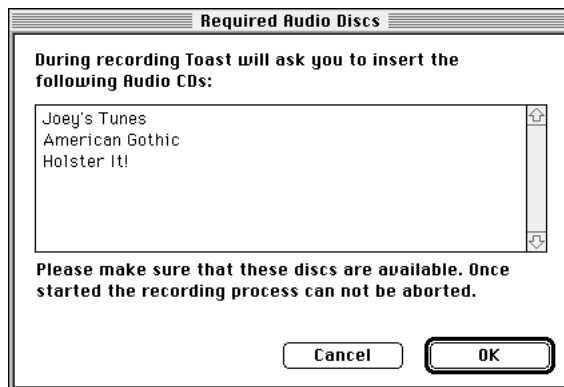 Required Audio Discs
During recording Toast will ask you to insert the
following Audio CDs:
Joey's Tunes
American Gothic
Holster It!
Please make sure that these discs are available. Once
started the recording process can not be aborted.
Cancel
OK